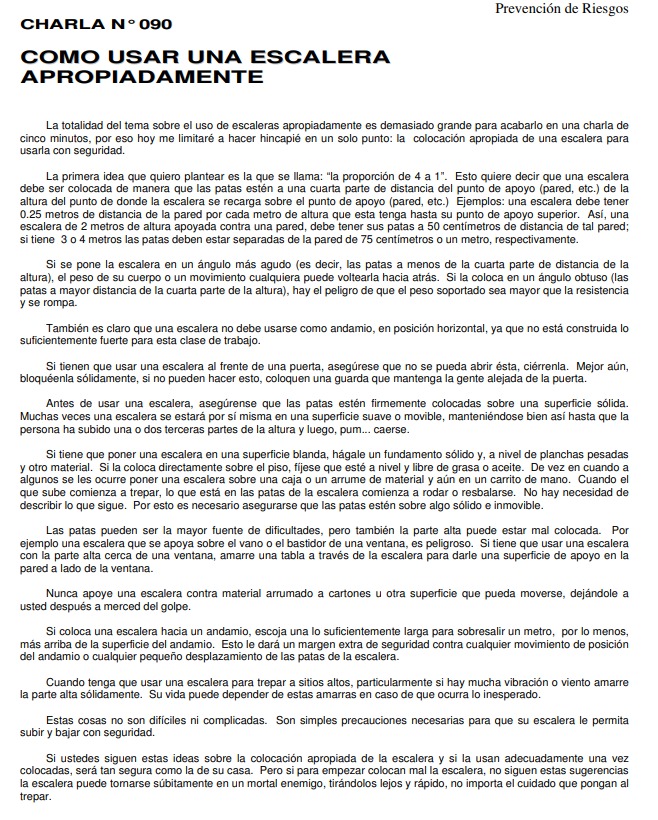 Prevención de Riesgos
CHARLA N° 090
COMO USAR UNA ESCALERA
APROPIADAMENTE
La totalidad del tema sobre el uso de escaleras apropiadamente es demasiado grande para acabarlo en una charla de
cinco minutos, por eso hoy me limitaré a hacer hincapié en un solo punto: la colocación apropiada de una escalera para
usarla con seguridad.
La primera idea que quiero plantear es la que se llama: “la proporción de 4 a 1”. Esto quiere decir que una escalera
debe ser colocada de manera que las patas estén a una cuarta parte de distancia del punto de apoyo (pared, etc.) de la
altura del punto de donde la escalera se recarga sobre el punto de apoyo (pared, etc.) Ejemplos: una escalera debe tener
0.25 metros de distancia de la pared por cada metro de altura que esta tenga hasta su punto de apoyo superior. Así, una
escalera de 2 metros de altura apoyada contra una pared, debe tener sus patas a 50 centímetros de distancia de tal pared;
si tiene 3 o 4 metros las patas deben estar separadas de la pared de 75 centímetros o un metro, respectivamente.
Si se pone la escalera en un ángulo más agudo (es decir, las patas a menos de la cuarta parte de distancia de la
altura), el peso de su cuerpo o un movimiento cualquiera puede voltearla hacia atrás. Si la coloca en un ángulo obtuso (las
patas a mayor distancia de la cuarta parte de la altura), hay el peligro de que el peso soportado sea mayor que la resistencia
y se rompa.
También es claro que una escalera no debe usarse como andamio, en posición horizontal, ya que no está construida lo
suficientemente fuerte para esta clase de trabajo.
Si tienen que usar una escalera al frente de una puerta, asegúrese que no se pueda abrir ésta, ciérrenla. Mejor aún,
bloquéenla sólidamente, si no pueden hacer esto, coloquen una guarda que mantenga la gente alejada de la puerta.
Antes de usar una escalera, asegúrense que las patas estén firmemente colocadas sobre una superficie sólida.
Muchas veces una escalera se estará por sí misma en una superficie suave o movible, manteniéndose bien así hasta que la
persona ha subido una o dos terceras partes de la altura y luego, pum... caerse.
Si tiene que poner una escalera en una superficie blanda, hágale un fundamento sólido y, a nivel de planchas pesadas
y otro material. Si la coloca directamente sobre el piso, fíjese que esté a nivel y libre de grasa o aceite. De vez en cuando a
algunos se les ocurre poner una escalera sobre una caja o un arrume de material y aún en un carrito de mano. Cuando el
que sube comienza a trepar, lo que está en las patas de la escalera comienza a rodar o resbalarse. No hay necesidad de
describir lo que sigue. Por esto es necesario asegurarse que las patas estén sobre algo sólido e inmovible.
Las patas pueden ser la mayor fuente de dificultades, pero también la parte alta puede estar mal colocada. Por
ejemplo una escalera que se apoya sobre el vano o el bastidor de una ventana, es peligroso. Si tiene que usar una escalera
con la parte alta cerca de una ventana, amarre una tabla a través de la escalera para darle una superficie de apoyo en la
pared a lado de la ventana.
Nunca apoye una escalera contra material arrumado a cartones u otra superficie que pueda moverse, dejándole a
usted después a merced del golpe.
Si coloca una escalera hacia un andamio, escoja una lo suficientemente larga para sobresalir un metro, por lo menos,
más arriba de la superficie del andamio. Esto le dará un margen extra de seguridad contra cualquier movimiento de posición
del andamio o cualquier pequeño desplazamiento de las patas de la escalera.
Cuando tenga que usar una escalera para trepar a sitios altos, particularmente si hay mucha vibración o viento amarre
la parte alta sólidamente. Su vida puede depender de estas amarras en caso de que ocurra lo inesperado.
Estas cosas no son difíciles ni complicadas. Son simples precauciones necesarias para que su escalera le permita
subir y bajar con seguridad.
Si ustedes siguen estas ideas sobre la colocación apropiada de la escalera y si la usan adecuadamente una vez
colocadas, será tan segura como la de su casa. Pero si para empezar colocan mal la escalera, no siguen estas sugerencias
la escalera puede tornarse súbitamente en un mortal enemigo, tirándolos lejos y rápido, no importa el cuidado que pongan al
trepar.